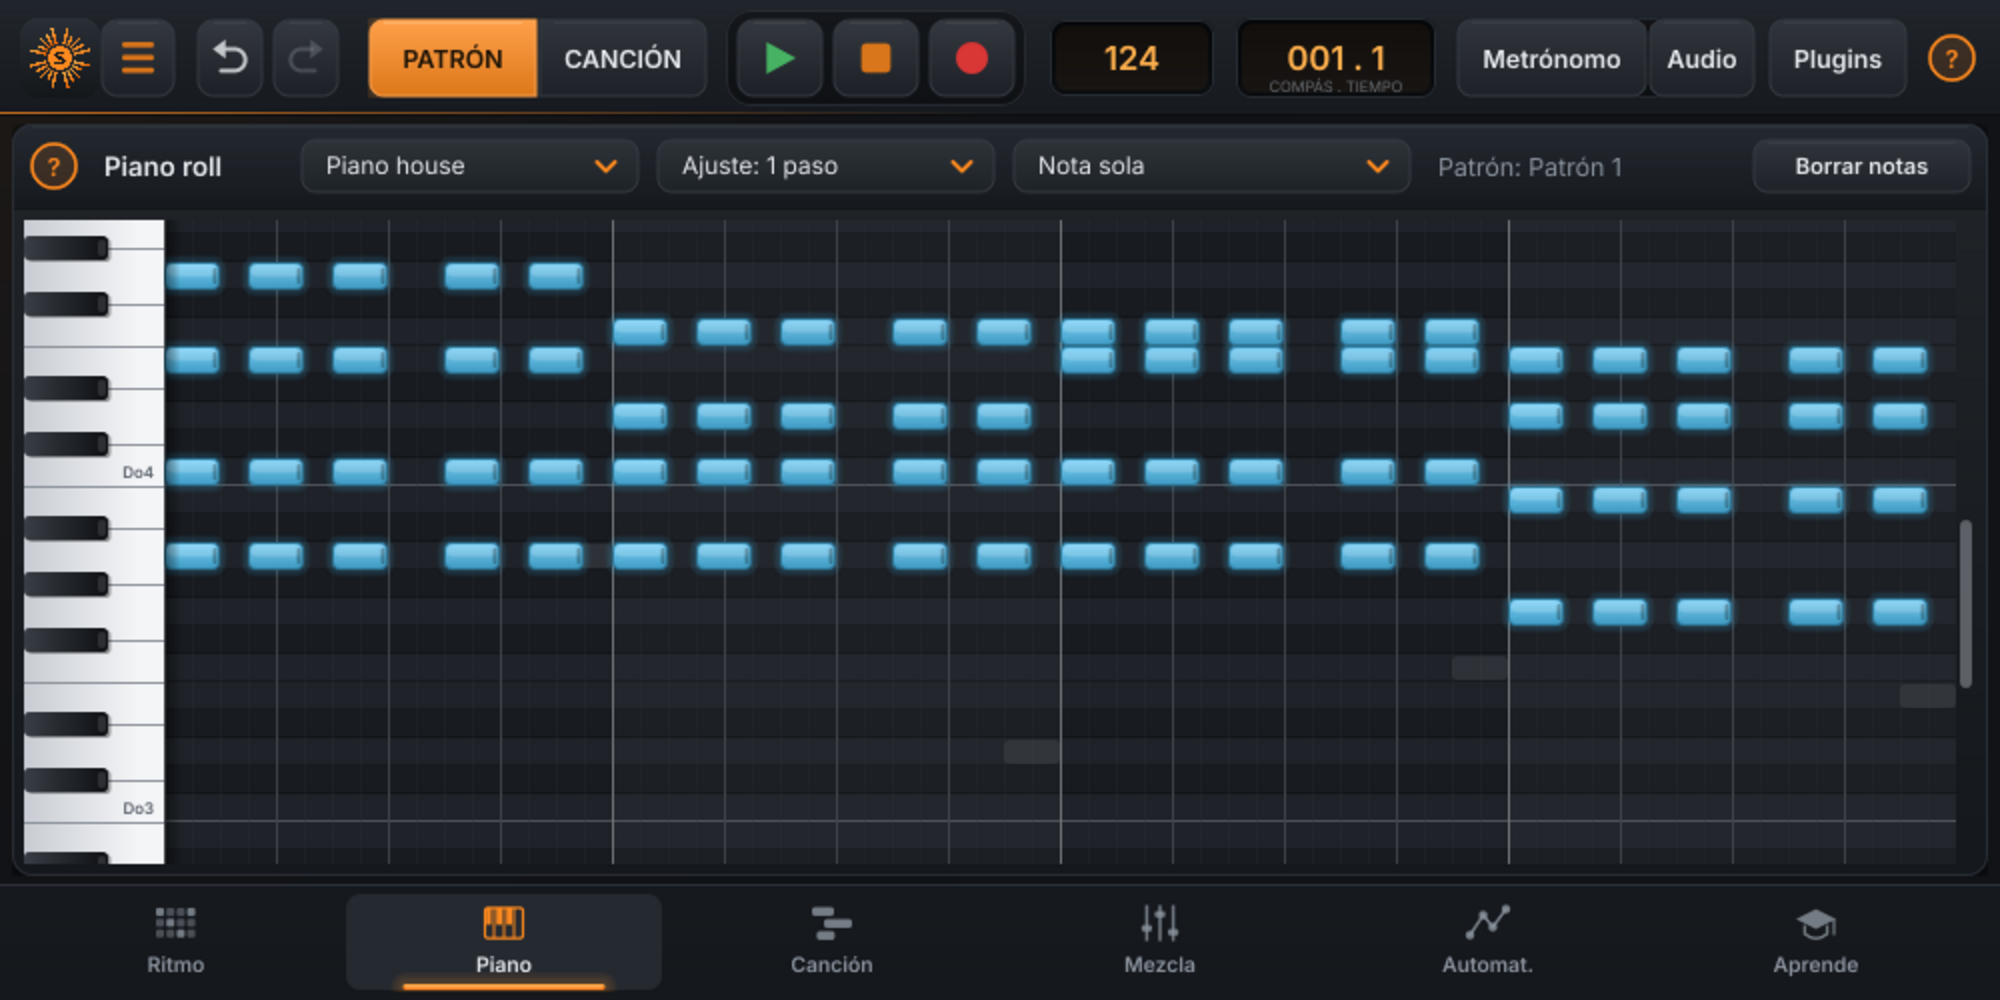 PATRÓN
CANCIÓN
124
001.1
COMPÁS . TIEMPO
Metrónomo
Audio
Plugins
?
?
Piano roll
Piano house
Ajuste: 1 paso
Nota sola
Patrón: Patrón 1
Borrar notas
Do4
Do3
Ritmo
Piano
Canción
Mezcla
Automat.
Aprende